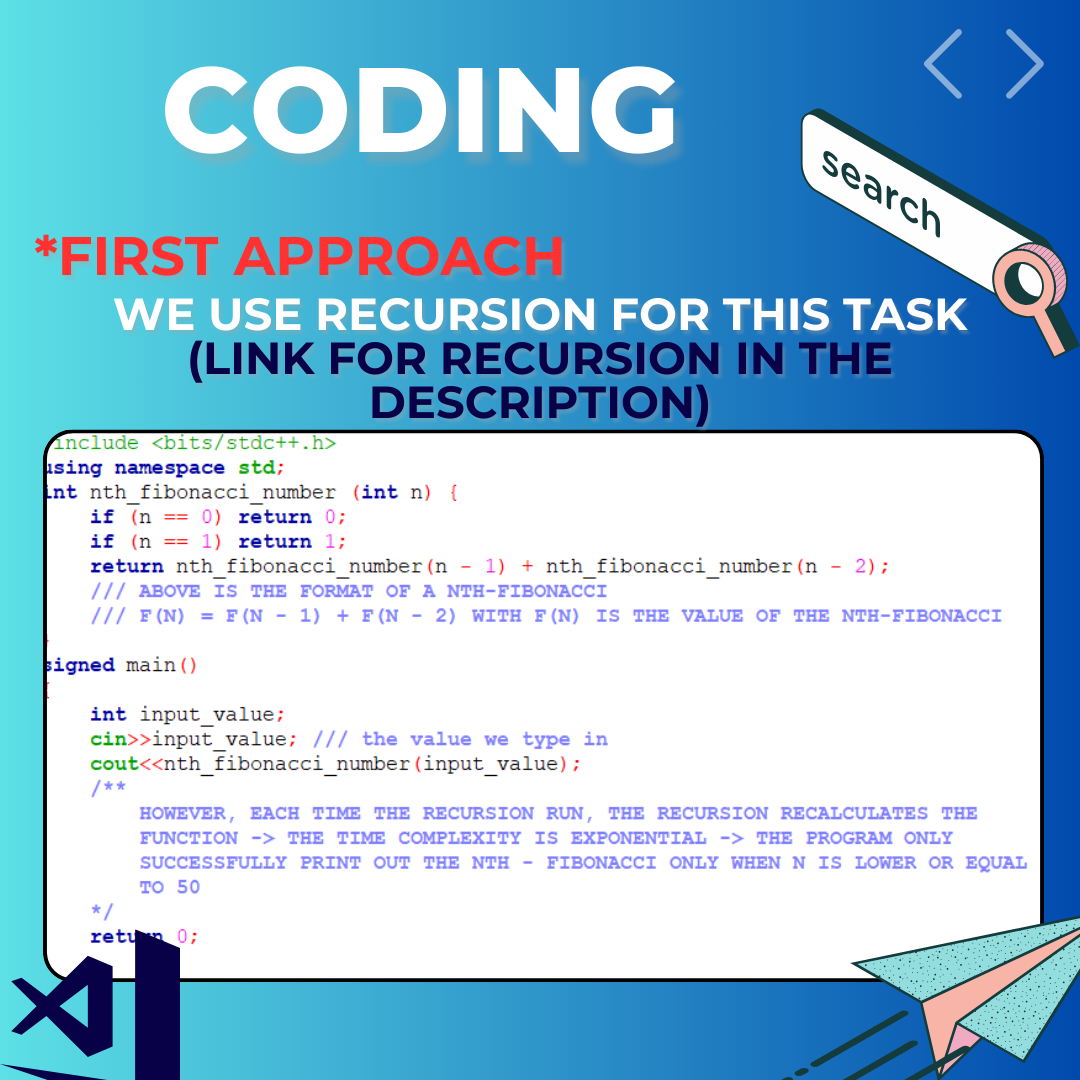 CODING
search
*FIRST APPROACH
WE USE RECURSION FOR THIS TASK
(LINK FOR RECURSION IN THE
DESCRIPTION)
include <bits/stdc++.h>
using namespace std;
int nth_fibonacci_number (int n) {
if (n == 0) return 0;
if (n == 1) return 1;
return nth_fibonacci_number(n - 1) + nth_fibonacci_number(n - 2);
/// ABOVE IS THE FORMAT OF A NTH-FIBONACCI
/// F(N) = F(N - 1) + F(N - 2) WITH F(N) IS THE VALUE OF THE NTH-FIBONACCI
}
signed main()
{
int input_value;
cin>>input_value; /// the value we type in
cout<<nth_fibonacci_number(input_value);
/**
HOWEVER, EACH TIME THE RECURSION RUN, THE RECURSION RECALCULATES THE
FUNCTION -> THE TIME COMPLEXITY IS EXPONENTIAL -> THE PROGRAM ONLY
SUCCESSFULLY PRINT OUT THE NTH - FIBONACCI ONLY WHEN N IS LOWER OR EQUAL
TO 50
*/
return 0;